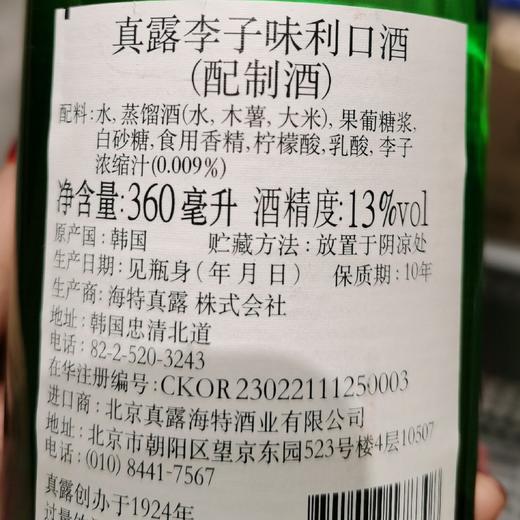 真露李子味利口酒
(配制酒)
配料:水,蒸馏酒(水,木薯,大米),果葡糖浆,
白砂糖,食用香精,柠檬酸,乳酸,李子
浓缩汁(0.009%)
净含量:360毫升 酒精度:13%vol
原产国:韩国 贮藏方法:放置于阴凉处
生产日期:见瓶身(年月日) 保质期:10年
生产商:海特真露 株式会社
地址:韩国忠清北道
电话:82-2-520-3243
在华注册编号:CKOR23022111250003
进口商:北京真露海特酒业有限公司
地址:北京市朝阳区望京东园523号楼4层10507
电话:(010) 8441-7567
真露创办于1924年